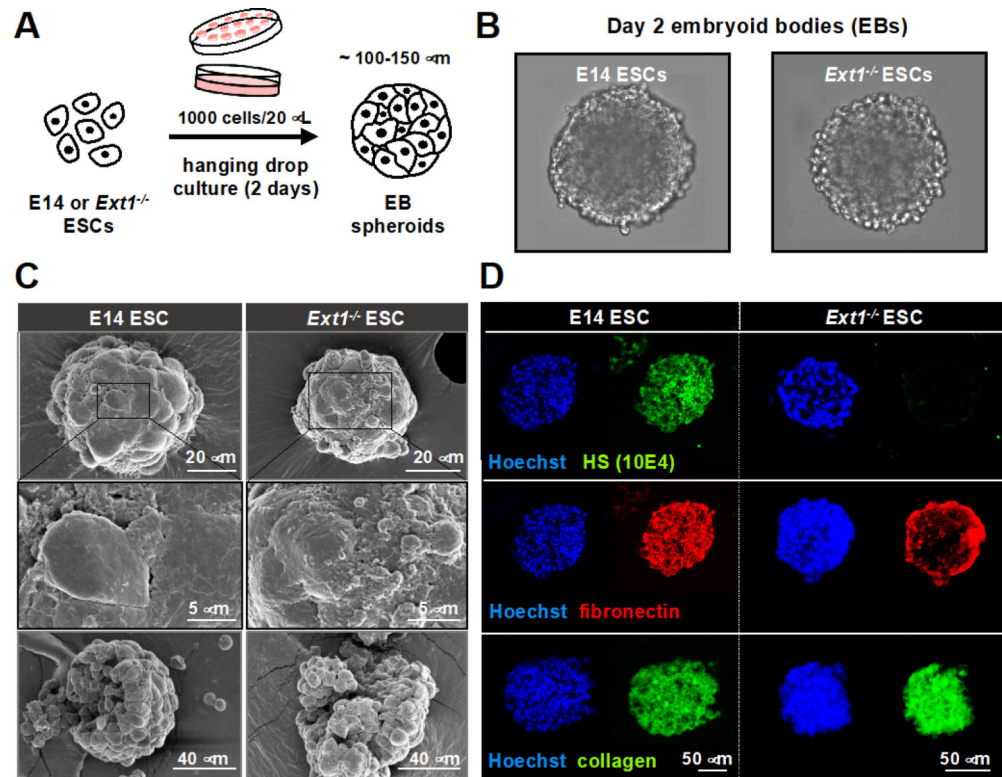 A
~ 100-150 ∝m
1000 cells/20 ∝L
hanging drop
culture (2 days)
E14 or Ext1-/-
ESCs
EB
spheroids
B
Day 2 embryoid bodies (EBs)
E14 ESCs
Ext1-/- ESCs
C
E14 ESC
Ext1-/- ESC
20 ∝m
20 ∝m
5 ∝m
5 ∝m
40 ∝m
40 ∝m
D
E14 ESC
Ext1-/- ESC
Hoechst HS (10E4)
Hoechst fibronectin
Hoechst collagen
50 ∝m
50 ∝m